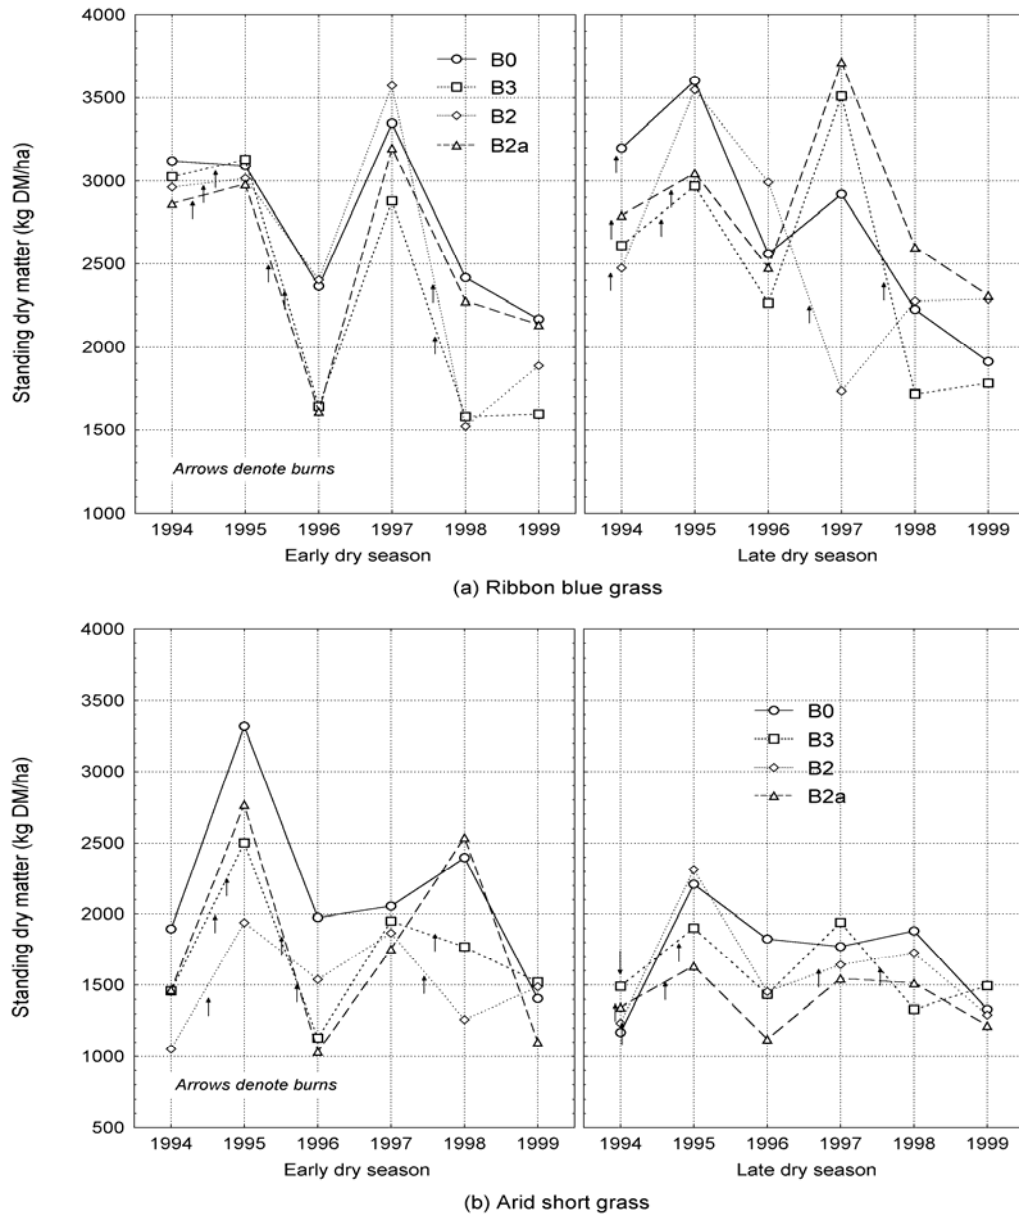 4000
3500
3000
2500
2000
1500
1000
Standing dry matter (kg DM/ha)
B0
B3
B2
B2a
Arrows denote burns
1994 1995 1996 1997 1998 1999
Early dry season
1994 1995 1996 1997 1998 1999
Late dry season
(a) Ribbon blue grass
4000
3500
3000
2500
2000
1500
1000
500
Standing dry matter (kg DM/ha)
Arrows denote burns
1994 1995 1996 1997 1998 1999
Early dry season
B0
B3
B2
B2a
1994 1995 1996 1997 1998 1999
Late dry season
(b) Arid short grass